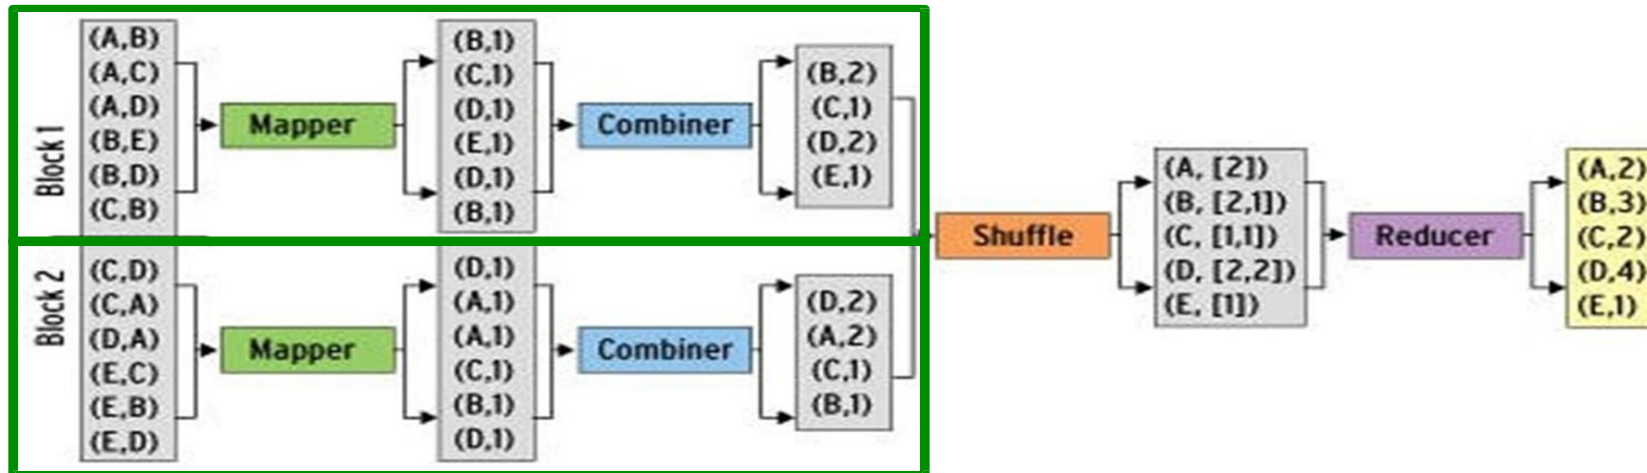 Block 1
(A,B)
(A,C)
(A,D)
(B,E)
(B,D)
(C,B)
Mapper
(B,1)
(C,1)
(D,1)
(E,1)
(D,1)
(B,1)
Combiner
(B,2)
(C,1)
(D,2)
(E,1)
Block 2
(C,D)
(C,A)
(D,A)
(E,C)
(E,B)
(E,D)
Mapper
(D,1)
(A,1)
(A,1)
(C,1)
(B,1)
(D,1)
Combiner
(D,2)
(A,2)
(C,1)
(B,1)
Shuffle
(A, [2])
(B, [2,1])
(C, [1,1])
(D, [2,2])
(E, [1])
Reducer
(A,2)
(B,3)
(C,2)
(D,4)
(E,1)